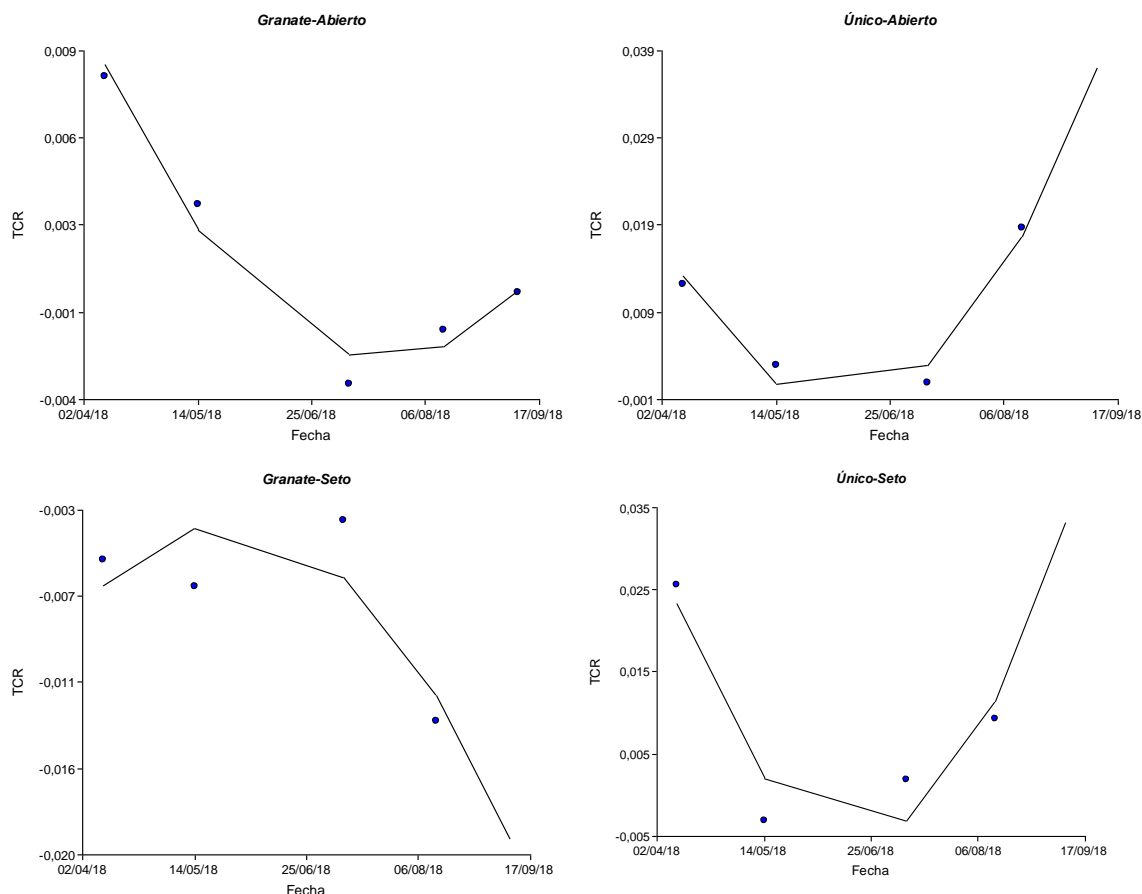 Granate-Abierto
0,009
0,006
0,003
-0,001
-0,004
TCR
02/04/18 14/05/18 25/06/18 06/08/18 17/09/18
Fecha
Único-Abierto
0,039
0,029
0,019
0,009
-0,001
TCR
02/04/18 14/05/18 25/06/18 06/08/18 17/09/18
Fecha
Granate-Seto
-0,003
-0,007
-0,011
-0,016
-0,020
TCR
02/04/18 14/05/18 25/06/18 06/08/18 17/09/18
Fecha
Único-Seto
0,035
0,025
0,015
0,005
-0,005
TCR
02/04/18 14/05/18 25/06/18 06/08/18 17/09/18
Fecha